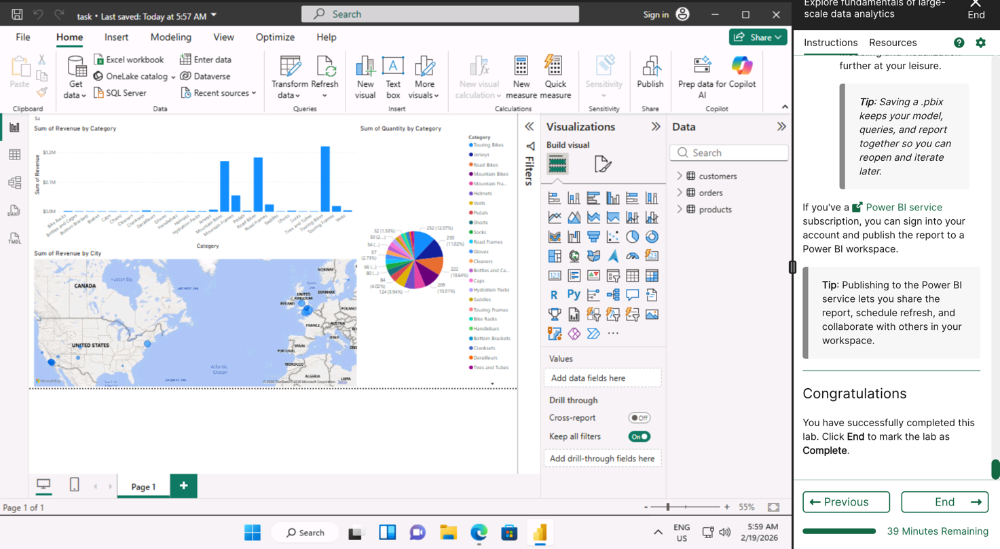 task • Last saved: Today at 5:57 AM
Search
Sign in
File Home Insert Modeling View Optimize Help
Share
Paste
Clipboard
Get data
Excel workbook
OneLake catalog
SQL Server
Enter data
Dataverse
Recent sources
Data
Transform data
Refresh
Queries
New visual
Text box
More visuals
Insert
New visual calculation
New measure
Quick measure
Calculations
Sensitivity
Sensitivity
Publish
Share
Prep data for AI
Copilot
Copilot
Sa
Sum of Revenue by Category
Sum of Revenue
$0.2M
$0.1M
$0.0M
Bike Racks
Bottles and Cages
Bottom Brackets
Brakes
Caps
Chains
Cleaners
Cranksets
Derailleurs
Gloves
Handlebars
Helmets
Hydration Packs
Jerseys
Mountain Bikes
Mountain Frames
Pedals
Road Bikes
Road Frames
Saddles
Shorts
Socks
Tires and Tubes
Touring Bikes
Touring Frames
Vests
Category
Sum of Quantity by Category
32 (1.53%)
50 (2...)
54 (...)
57 (2.73%)
66 (...)
80 (...)
84 (4.02%)
124 (5.94%)
252 (12.07%)
230 (11.02%)
222 (10.64%)
209 (10.01%)
Category
Touring Bikes
Jerseys
Road Bikes
Mountain Bikes
Mountain Fra...
Helmets
Vests
Pedals
Shorts
Socks
Road Frames
Gloves
Cleaners
Bottles and Ca...
Caps
Hydration Packs
Saddles
Touring Frames
Bike Racks
Handlebars
Bottom Brackets
Cranksets
Derailleurs
Tires and Tubes
Sum of Revenue by City
Hudson Bay
CANADA
Labrador Sea
NORWAY
UNITED KINGDOM
DENMARK
IRELAND
POLAND
FRANCE
AUSTRIA
ITALY
SPAIN
PORTUGAL
UNITED STATES
Atlantic Ocean
Sargasso Sea
MOROCCO
ALGERIA
LIBYA
Microsoft Bing
Filters
Visualizations
Build visual
R
Py
123
Values
Add data fields here
Drill through
Cross-report
Off
Keep all filters
On
Add drill-through fields here
Data
Search
customers
orders
products
Page 1
Page 1 of 1
55%
Search
ENG
US
5:59 AM
2/19/2026
Explore fundamentals of large-
scale data analytics
End
Instructions Resources
further at your leisure.
Tip: Saving a .pbix
keeps your model,
queries, and report
together so you can
reopen and iterate
later.
If you've a Power BI service
subscription, you can sign into your
account and publish the report to a
Power BI workspace.
Tip: Publishing to the Power BI
service lets you share the
report, schedule refresh, and
collaborate with others in your
workspace.
Congratulations
You have successfully completed this
lab. Click End to mark the lab as
Complete.
Previous
End
39 Minutes Remaining